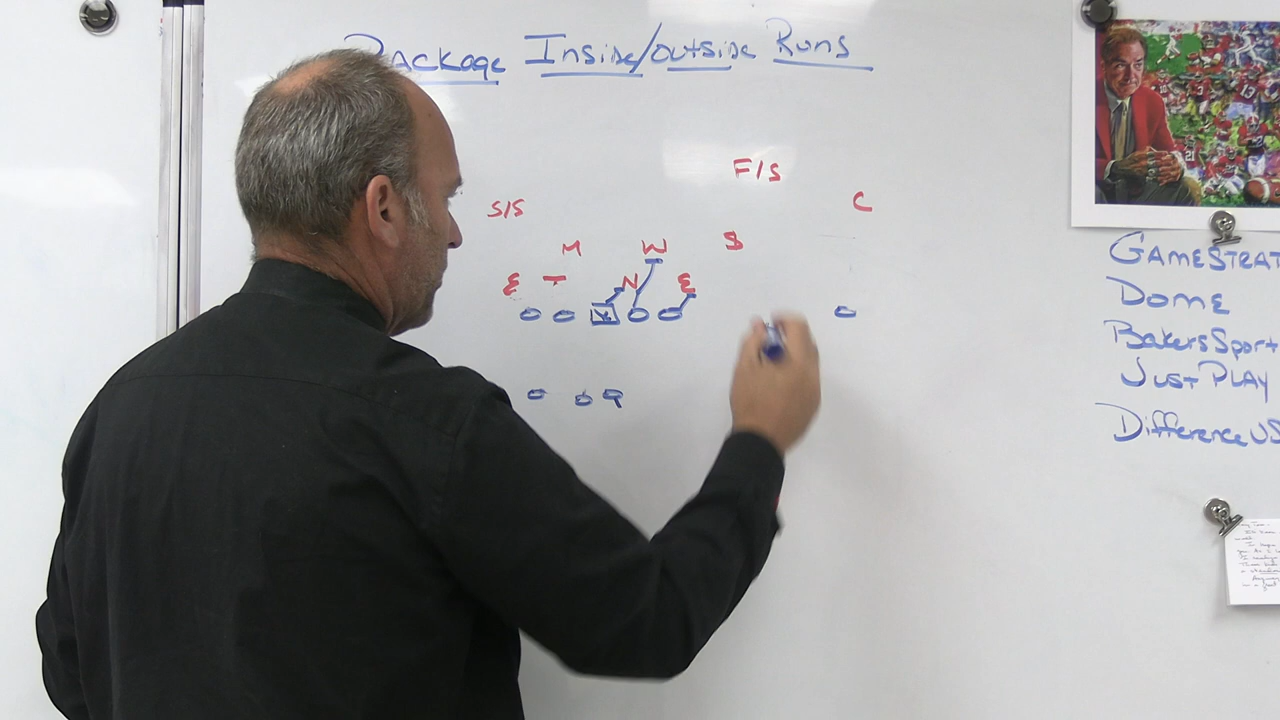 Package Inside/Outside Runs
F/S
S/S C
M W $
E T N E
X
Q
GAMESTRAT
DOME
BakersSport
JUST PLAY
DifferenceUS